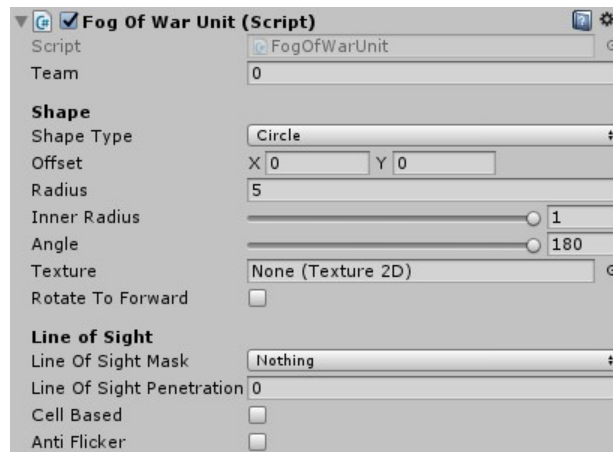 Fog Of War Unit (Script)
Script FogOfWarUnit
Team 0
Shape
Shape Type Circle
Offset X 0 Y 0
Radius 5
Inner Radius 1
Angle 180
Texture None (Texture 2D)
Rotate To Forward
Line of Sight
Line Of Sight Mask Nothing
Line Of Sight Penetration 0
Cell Based
Anti Flicker